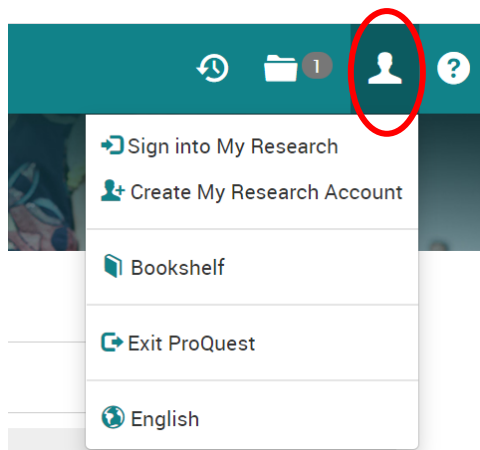 1
?
Sign into My Research
Create My Research Account
Bookshelf
Exit ProQuest
English